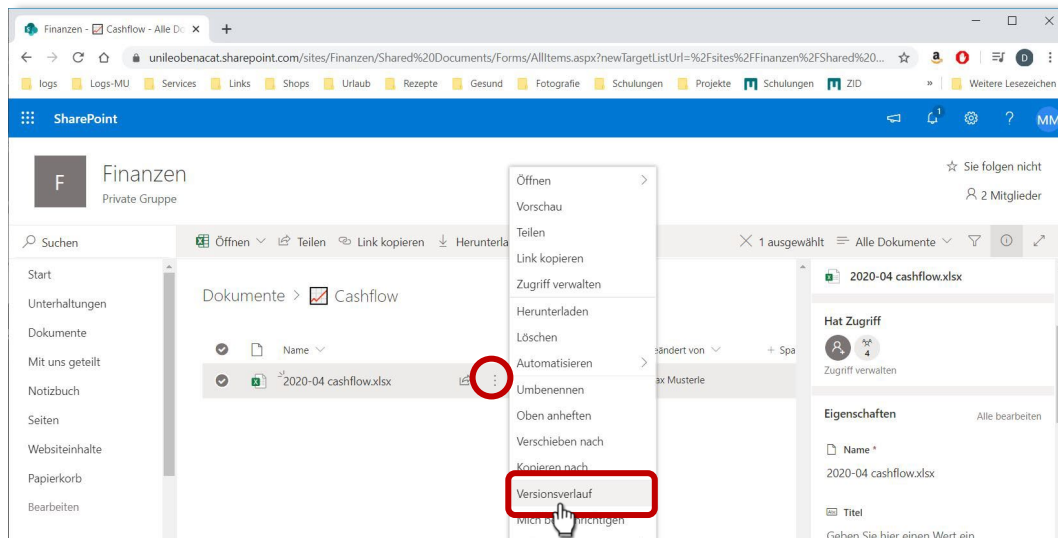 Finanzen - Cashflow - Alle Do
unileobenacat.sharepoint.com/sites/Finanzen/Shared%20Documents/Forms/AllItems.aspx?newTargetListUrl=%2Fsites%2FFinanzen%2FShared%20...
logs Logs-MU Services Links Shops Urlaub Rezepte Gesund Fotografie Schulungen Projekte Schulungen ZID » Weitere Lesezeichen
SharePoint 1 ? MM
F Finanzen
Private Gruppe
Sie folgen nicht
2 Mitglieder
Suchen
Öffnen Teilen Link kopieren Herunterla 1 ausgewählt Alle Dokumente
Start
Unterhaltungen
Dokumente
Mit uns geteilt
Notizbuch
Seiten
Websiteinhalte
Papierkorb
Bearbeiten
Dokumente > Cashflow
Name eändert von + Spa
2020-04 cashflow.xlsx ax Musterle
Öffnen
Vorschau
Teilen
Link kopieren
Zugriff verwalten
Herunterladen
Löschen
Automatisieren
Umbenennen
Oben anheften
Verschieben nach
Kopieren nach
Versionsverlauf
Mich b nrichtigen
2020-04 cashflow.xlsx
Hat Zugriff
4
Zugriff verwalten
Eigenschaften Alle bearbeiten
Name *
2020-04 cashflow.xlsx
Abc Titel
Geben Sie hier einen Wert ein